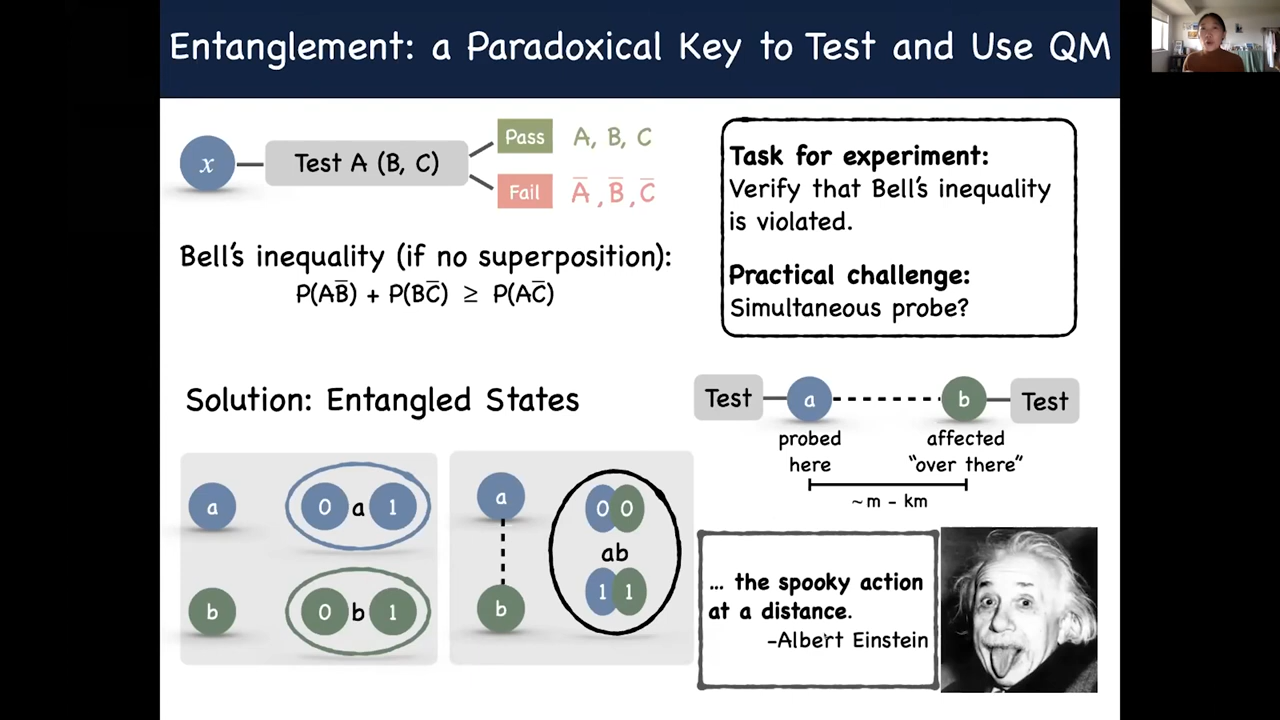 Entanglement: a Paradoxical Key to Test and Use QM
x
Test A (B, C)
Pass
A, B, C
Fail
A̅, B̅, C̅
Bell's inequality (if no superposition):
P(AB̅) + P(BC̅) ≥ P(AC̅)
Task for experiment:
Verify that Bell's inequality
is violated.
Practical challenge:
Simultaneous probe?
Solution: Entangled States
a
0 a 1
b
0 b 1
a
b
0 0
ab
1 1
Test
a
b
Test
probed
here
affected
"over there"
~m - km
... the spooky action
at a distance.
-Albert Einstein